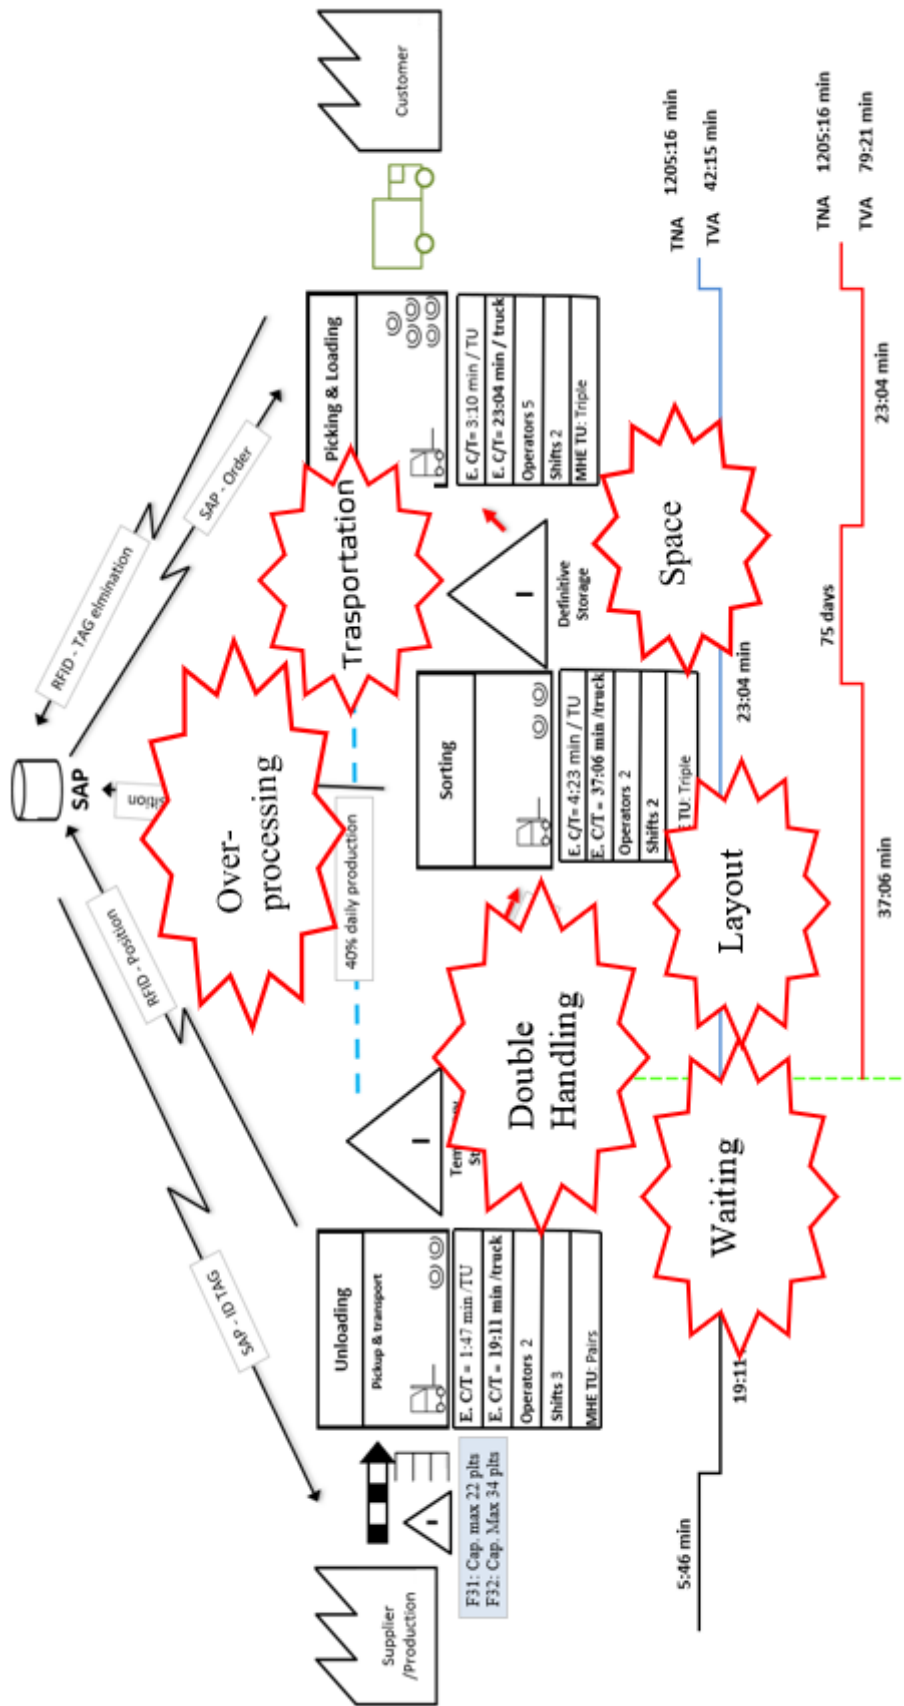 SAP
SAP - ID TAG
RFID - Position
sition
SAP - Order
RFID - TAG elmination
Over-
processing
40% daily production
Trasportation
Supplier
/Production
F31: Cap. max 22 plts
F32: Cap. Max 34 plts
Unloading
Pickup & transport
E. C/T = 1:47 min /TU
E. C/T = 19:11 min /truck
Operators 2
Shifts 3
MHE TU: Pairs
I
I
Double
Handling
Sorting
E. C/T= 4:23 min / TU
E. C/T = 37:06 min /truck
Operators 2
Shifts 2
E TU: Triple
I
Definitive
Storage
Picking & Loading
E. C/T= 3:10 min / TU
E. C/T= 23:04 min / truck
Operators 5
Shifts 2
MHE TU: Triple
Customer
Waiting
Layout
Space
5:46 min
19:11
23:04 min
TNA 1205:16 min
TVA 42:15 min
37:06 min
75 days
23:04 min
TNA 1205:16 min
TVA 79:21 min